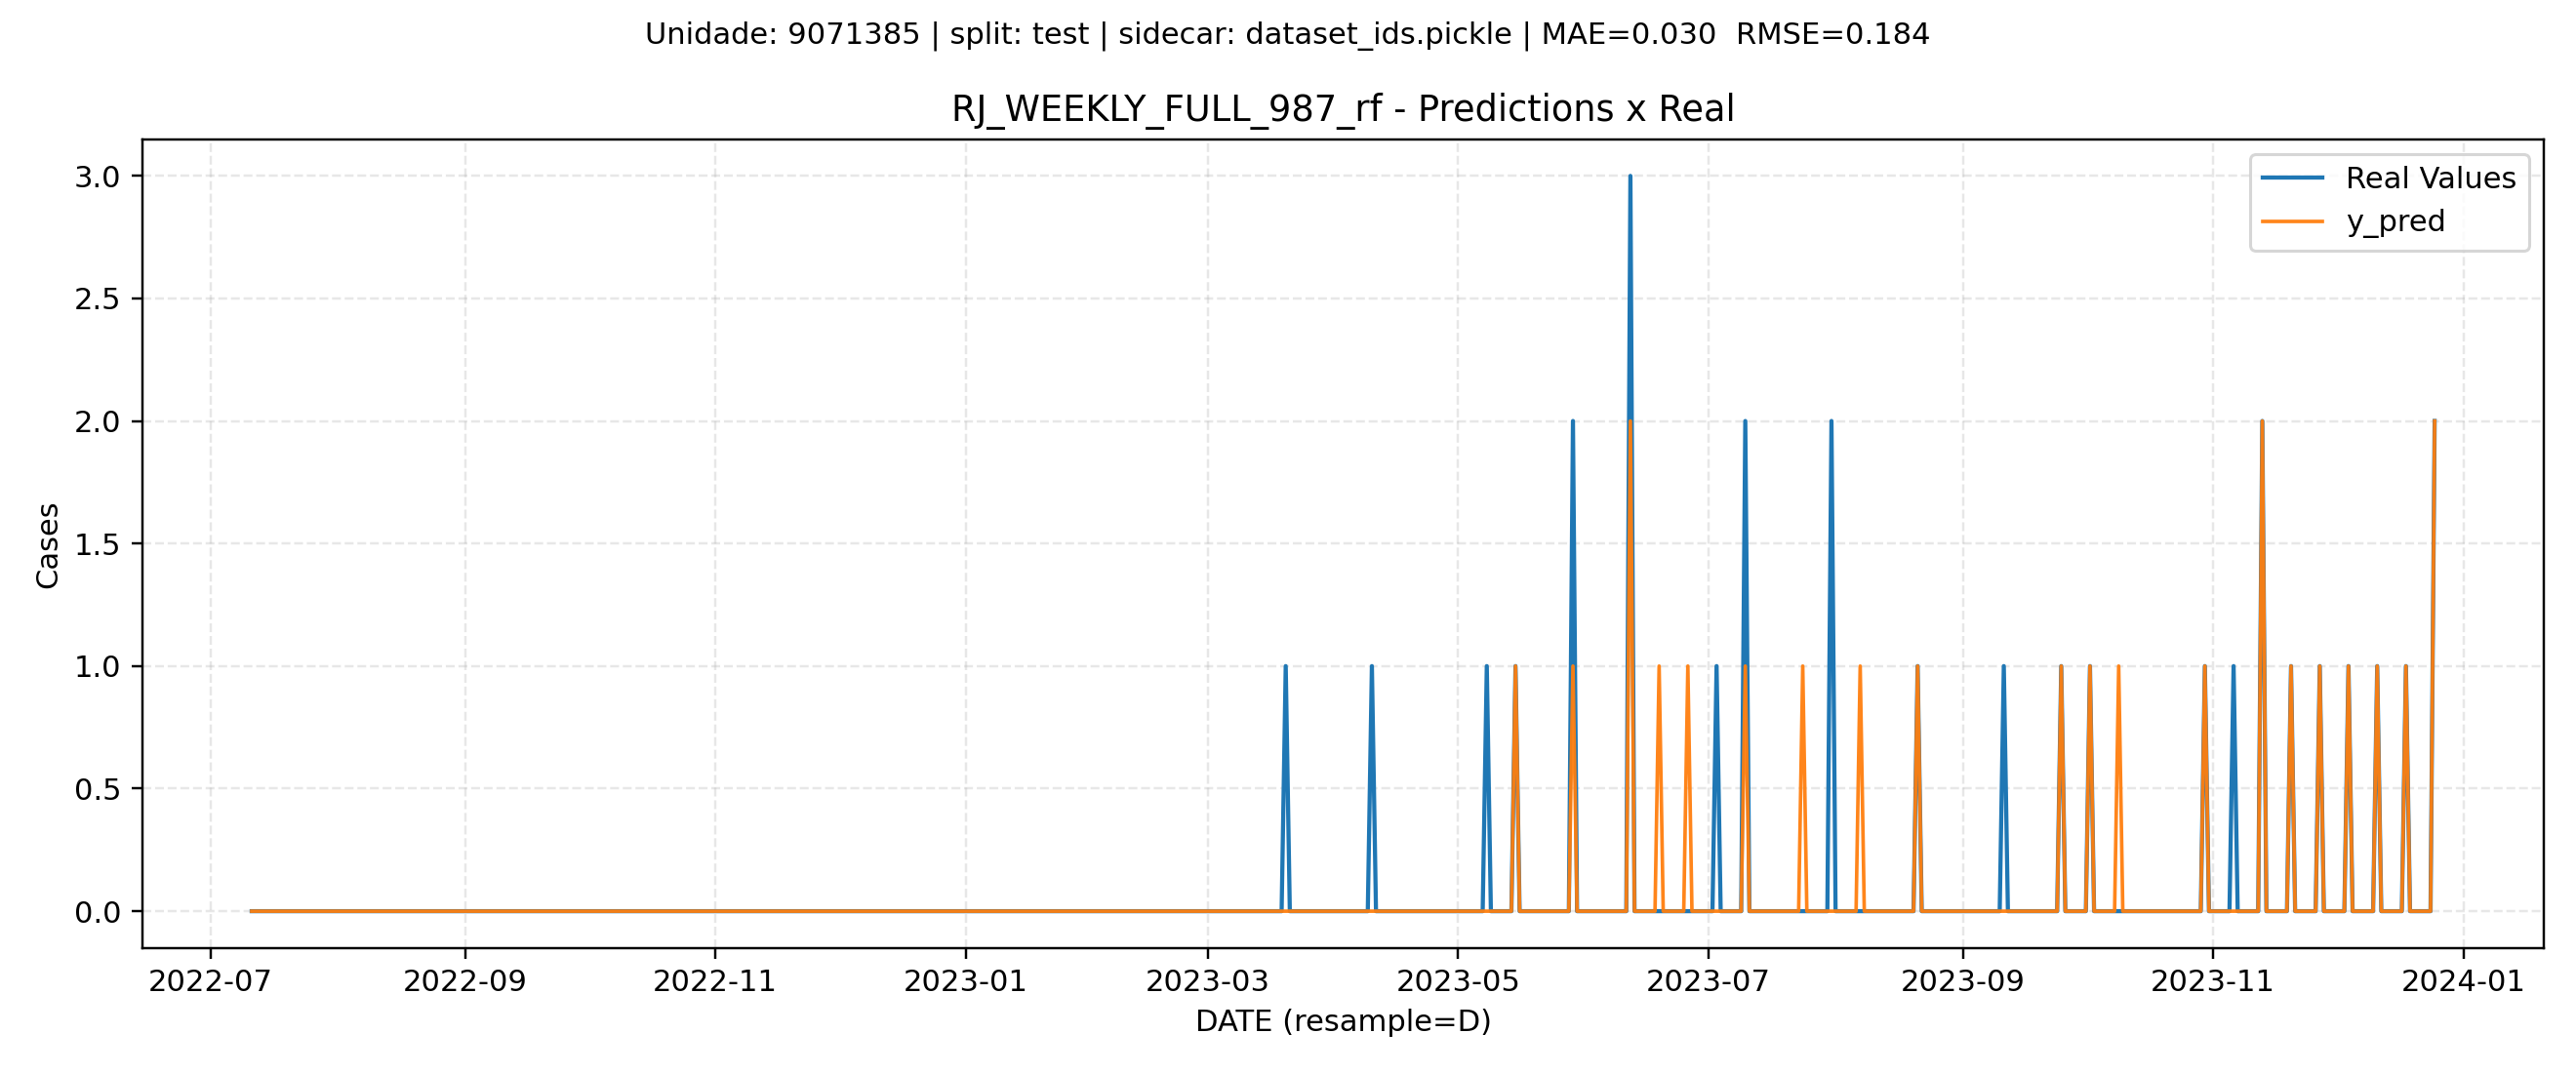 Unidade: 9071385 | split: test | sidecar: dataset_ids.pickle | MAE=0.030  RMSE=0.184
RJ_WEEKLY_FULL_987_rf - Predictions x Real
Real Values
y_pred
3.0
2.5
2.0
1.5
1.0
0.5
0.0
Cases
2022-07 2022-09 2022-11 2023-01 2023-03 2023-05 2023-07 2023-09 2023-11 2024-01
DATE (resample=D)